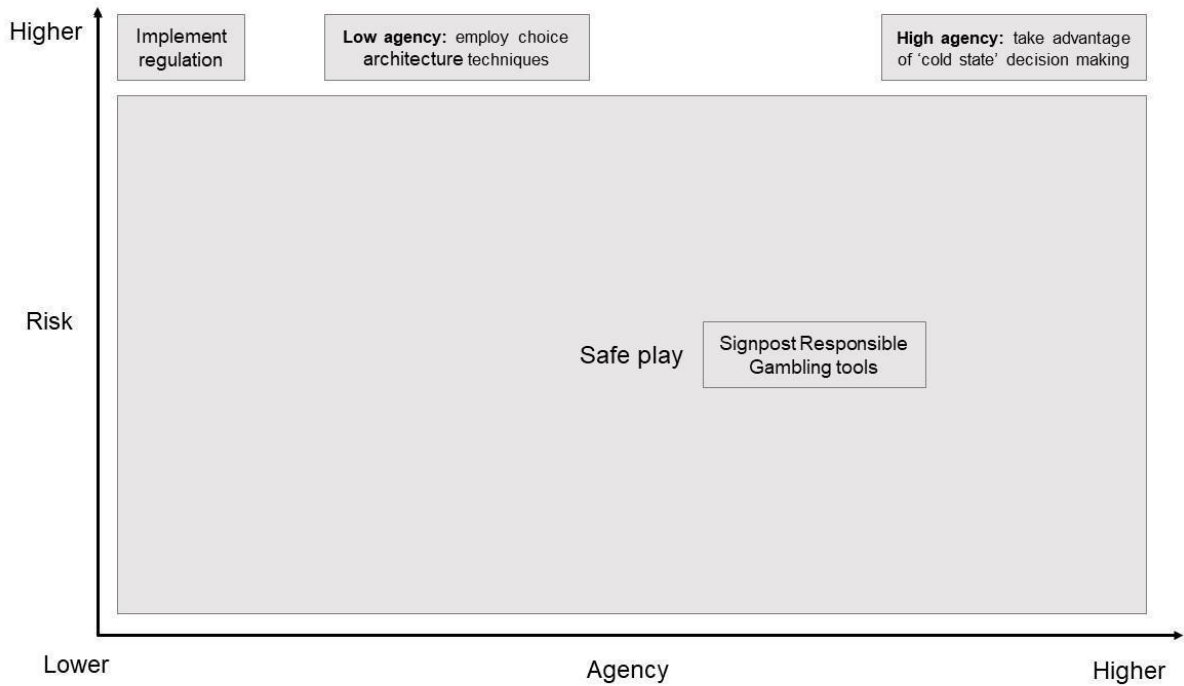 Higher
Implement
regulation
Low agency: employ choice
architecture techniques
High agency: take advantage
of ‘cold state’ decision making
Risk
Safe play
Signpost Responsible
Gambling tools
Lower
Agency
Higher